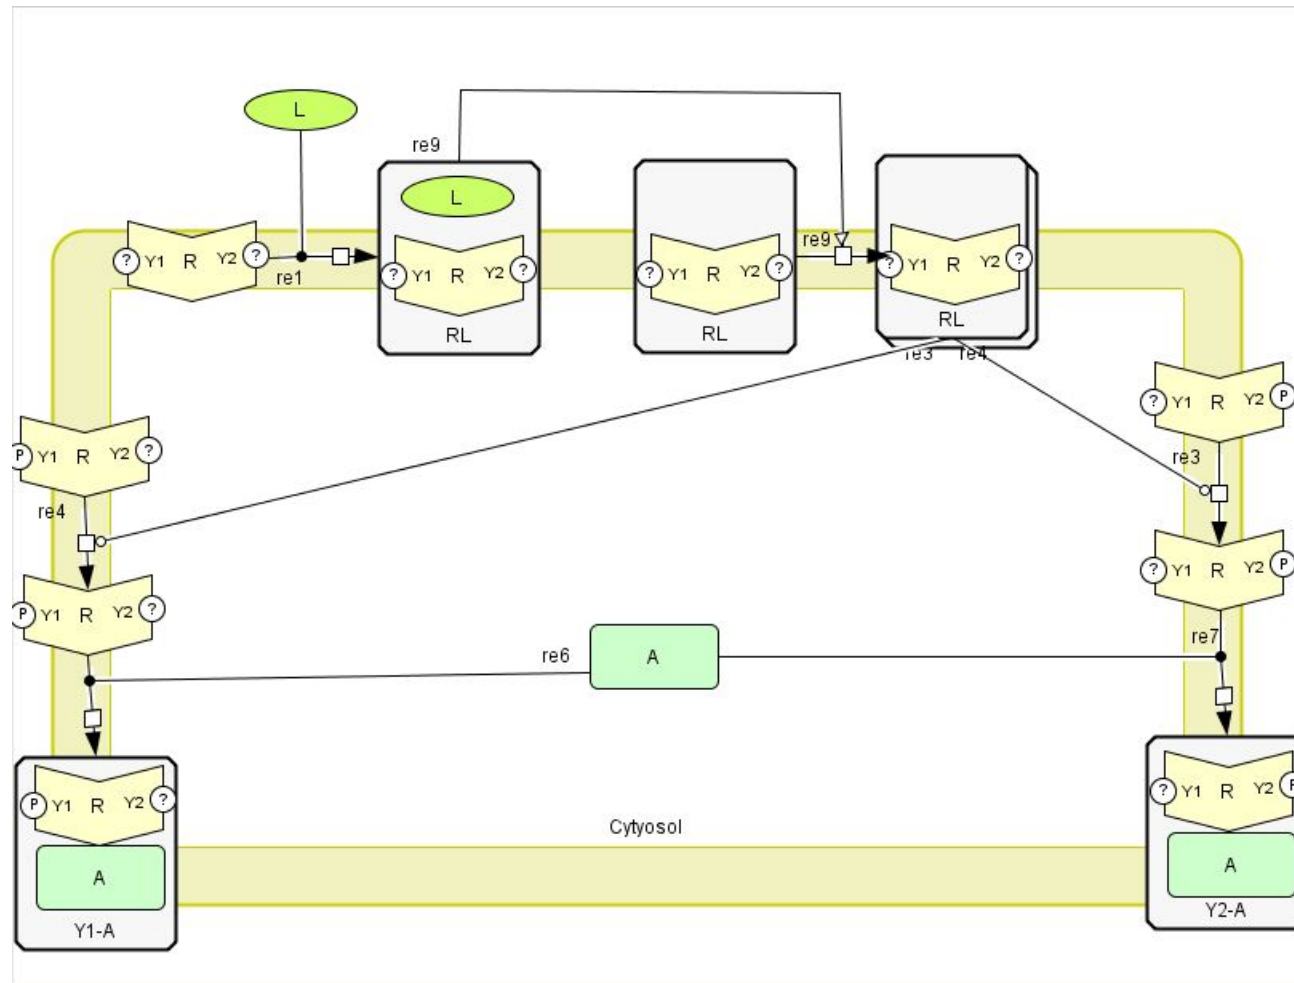 L
re9
L
? Y1 R Y2 ?
re1
? Y1 R Y2 ?
RL
? Y1 R Y2 ?
RL
re9
? Y1 R Y2 ?
RL
re3 re4
P Y1 R Y2 ?
re4
P Y1 R Y2 ?
? Y1 R Y2 P
re3
? Y1 R Y2 P
re7
re6
A
P Y1 R Y2 ?
A
Y1-A
Cytyosol
? Y1 R Y2 P
A
Y2-A